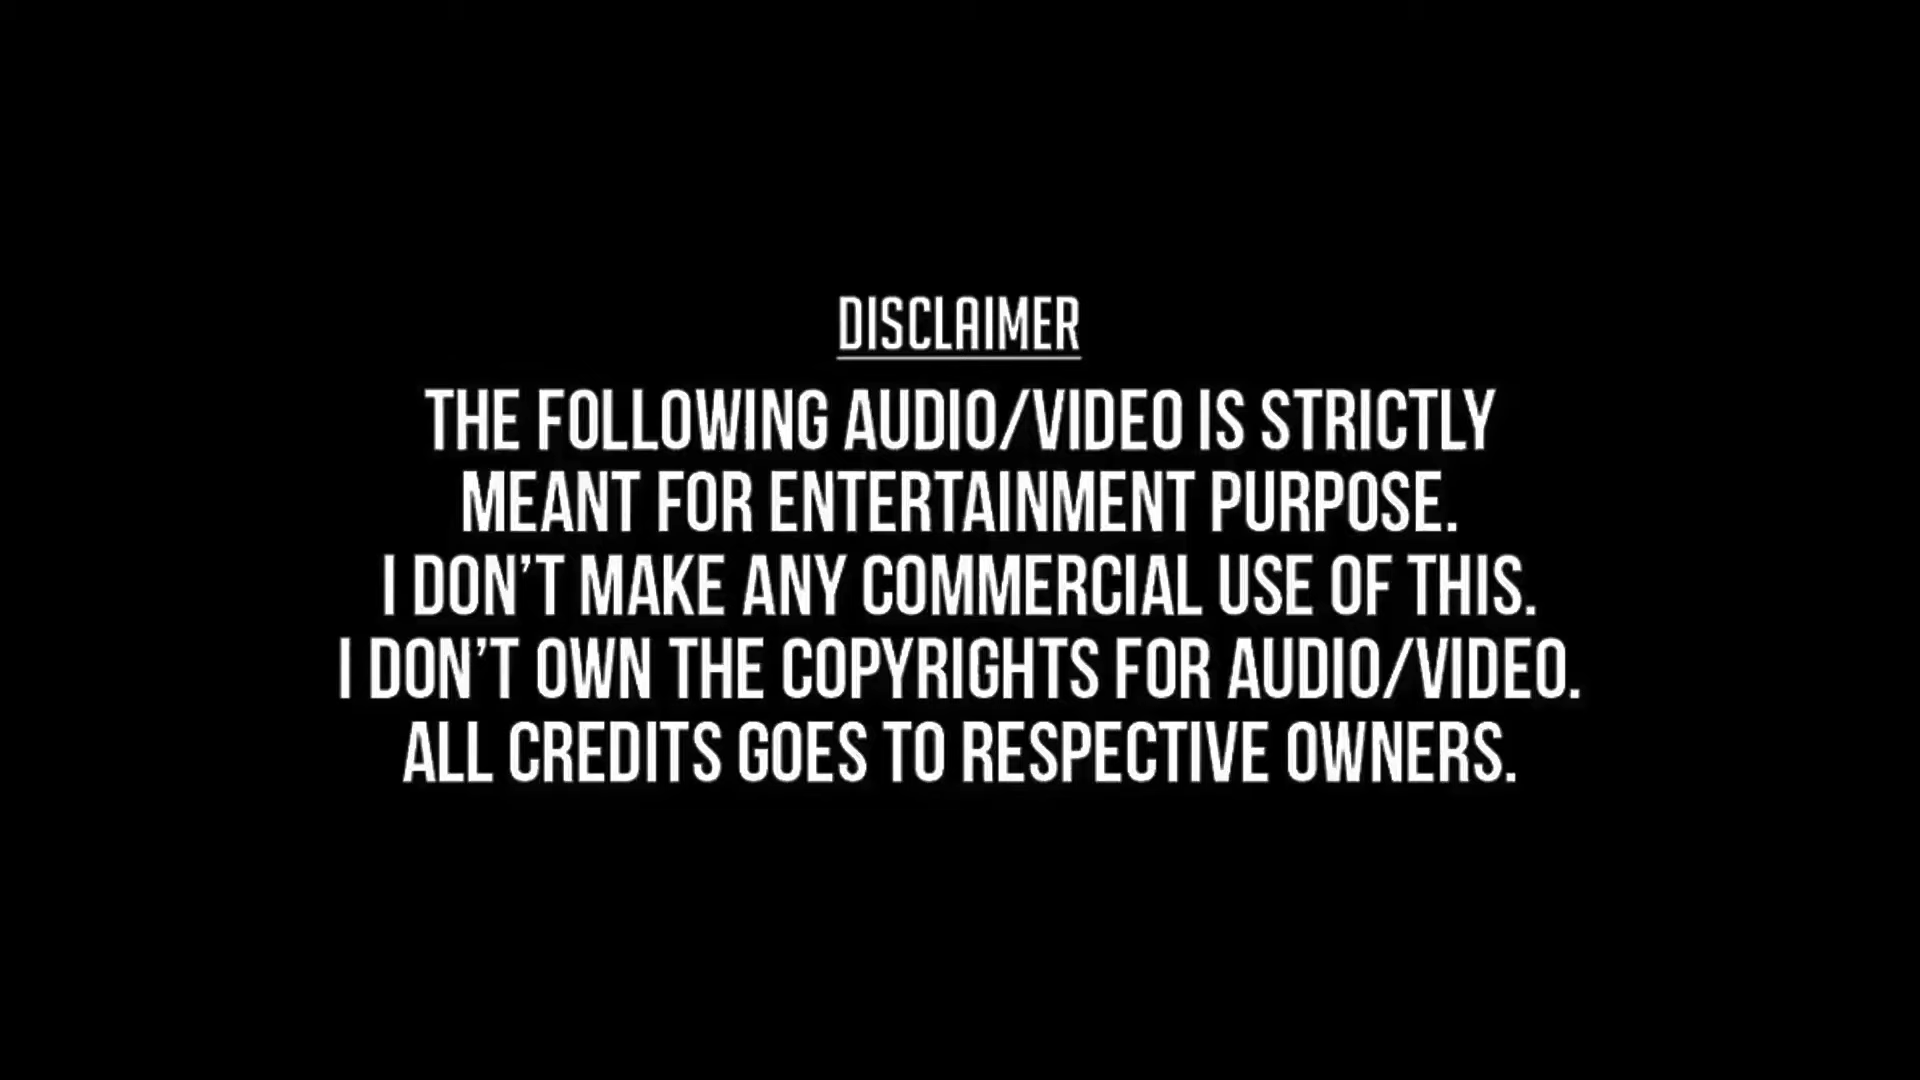 DISCLAIMER
THE FOLLOWING AUDIO/VIDEO IS STRICTLY
MEANT FOR ENTERTAINMENT PURPOSE.
I DON’T MAKE ANY COMMERCIAL USE OF THIS.
I DON’T OWN THE COPYRIGHTS FOR AUDIO/VIDEO.
ALL CREDITS GOES TO RESPECTIVE OWNERS.